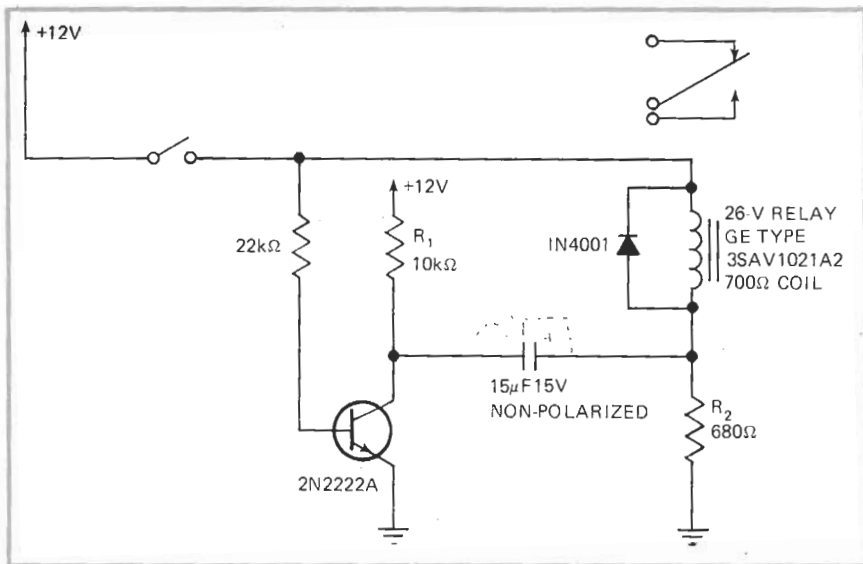 +12V
+12V
22kΩ
R1
10kΩ
IN4001
26-V RELAY
GE TYPE
3SAV1021A2
700Ω COIL
15μF15V
NON-POLARIZED
R2
680Ω
2N2222A